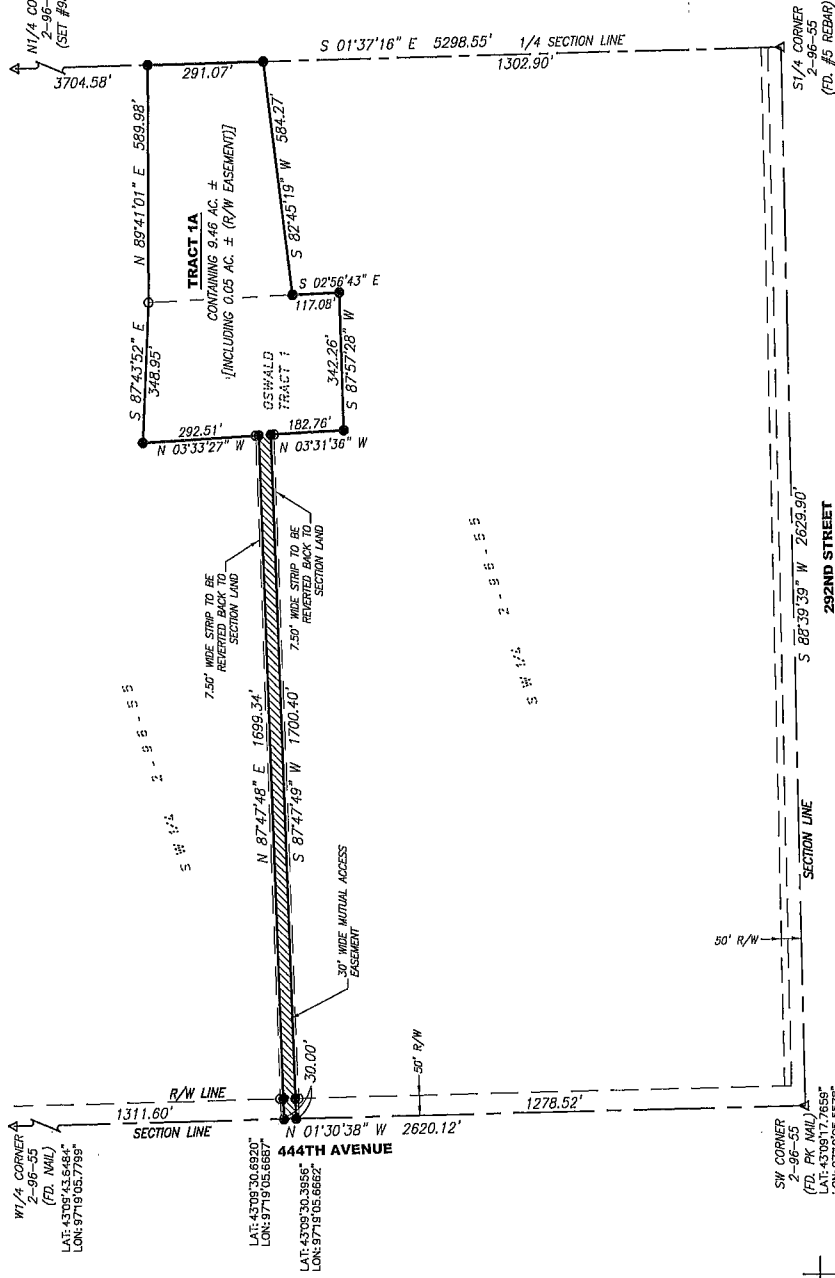 N1/4 CO
2-96-
(SET #9
3704.58'
291.07'
S 01°37'16" E 5298.55' 1/4 SECTION LINE
1302.90'
S1/4 CORNER
2-96-55
(FD. #5 REBAR)
N 89°41'01" E 589.98'
S 87°43'52" E
348.95'
TRACT 1A
CONTAINING 9.46 AC. ±
[INCLUDING 0.05 AC. ± (R/W EASEMENT)]
S 82°45'19" W 584.27'
S 02°56'43" E
117.08'
OSWALD
TRACT 1
342.26'
S 87°57'28" W
292.51'
N 03°33'27" W
182.76'
N 03°31'36" W
7.50' WIDE STRIP TO BE
REVERTED BACK TO
SECTION LAND
7.50' WIDE STRIP TO BE
REVERTED BACK TO
SECTION LAND
SW 1/4 2-96-55
SW 1/4 2-96-55
N 87°47'48" E 1699.34'
S 87°47'49" W 1700.40'
30' WIDE MUTUAL ACCESS
EASEMENT
S 88°39'39" W 2629.90'
292ND STREET
SECTION LINE
50' R/W
R/W LINE
1311.60'
SECTION LINE
30.00'
50' R/W
N 01°30'38" W 2620.12'
444TH AVENUE
1278.52'
W1/4 CORNER
2-96-55
(FD. NAIL)
LAT: 43°09'43.6484"
LON: 97°19'05.7799"
LAT: 43°09'30.6920"
LON: 97°19'05.6687"
LAT: 43°09'30.3956"
LON: 97°19'05.6662"
SW CORNER
2-96-55
(FD. PK NAIL)
LAT: 43°09'17.7659"